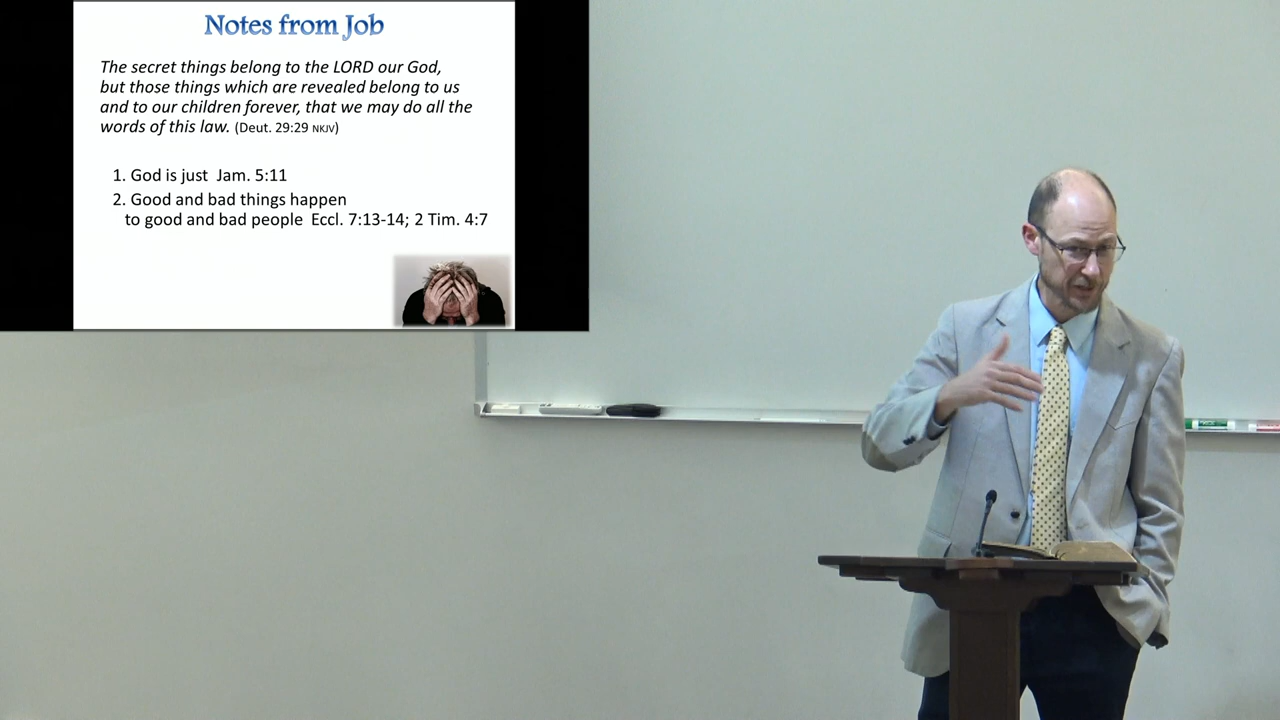 Notes from Job
The secret things belong to the LORD our God,
but those things which are revealed belong to us
and to our children forever, that we may do all the
words of this law. (Deut. 29:29 NKJV)
1. God is just Jam. 5:11
2. Good and bad things happen
to good and bad people Eccl. 7:13-14; 2 Tim. 4:7